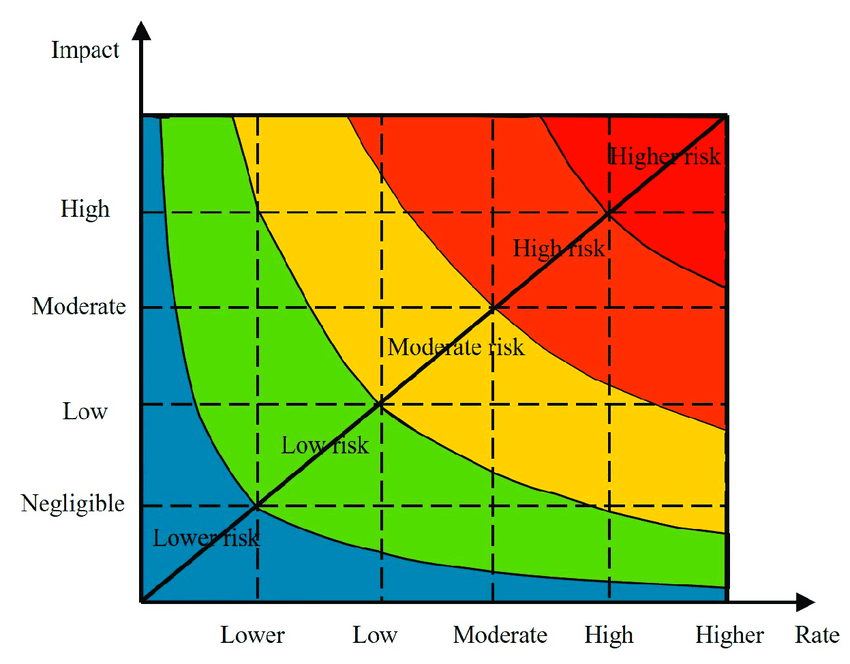 Impact
Higher risk
High
High risk
Moderate
Moderate risk
Low
Low risk
Negligible
Lower risk
Lower Low Moderate High Higher Rate